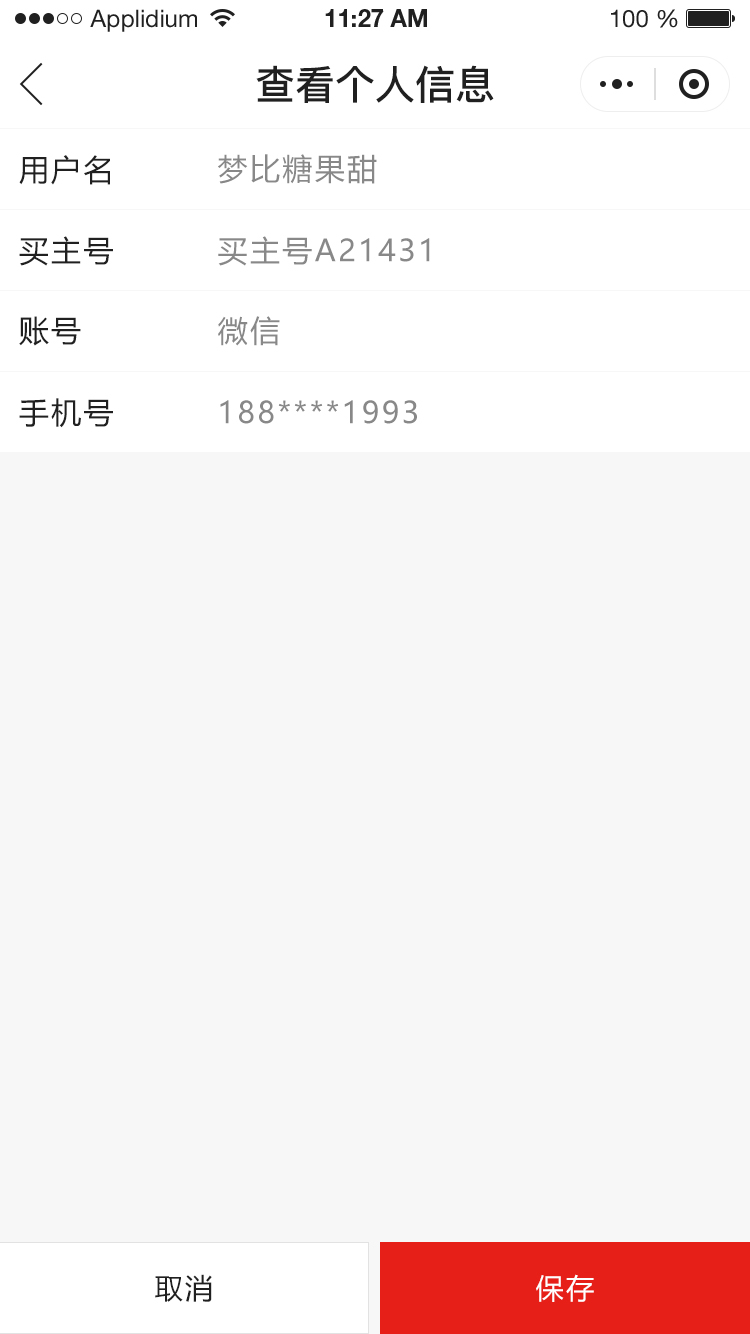 Applidium 11:27 AM 100 %
查看个人信息
用户名 梦比糖果甜
买主号 买主号A21431
账号 微信
手机号 188****1993
取消 保存